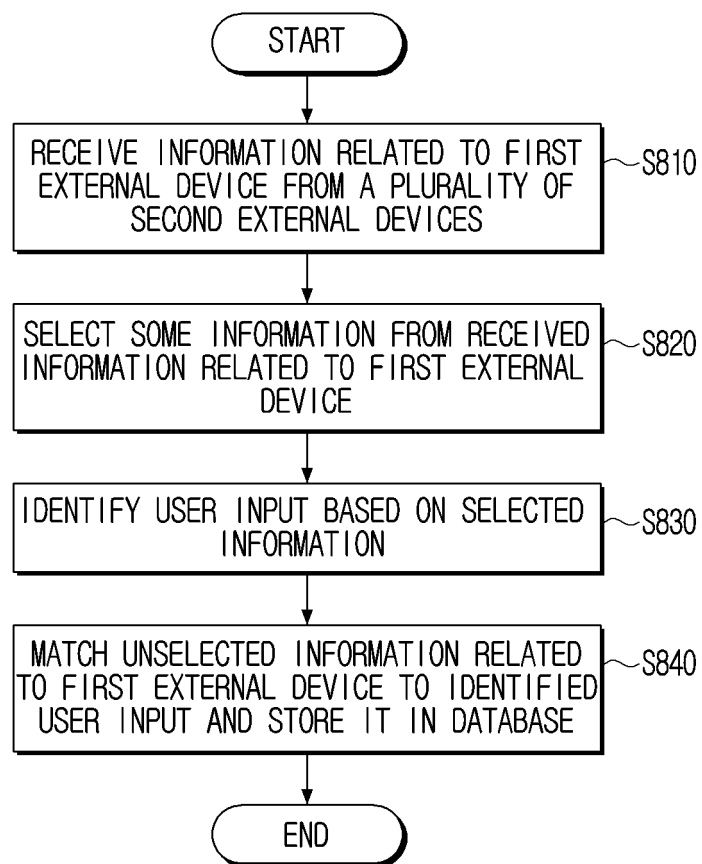 START
RECEIVE INFORMATION RELATED TO FIRST
EXTERNAL DEVICE FROM A PLURALITY OF
SECOND EXTERNAL DEVICES
S810
SELECT SOME INFORMATION FROM RECEIVED
INFORMATION RELATED TO FIRST EXTERNAL
DEVICE
S820
IDENTIFY USER INPUT BASED ON SELECTED
INFORMATION
S830
MATCH UNSELECTED INFORMATION RELATED
TO FIRST EXTERNAL DEVICE TO IDENTIFIED
USER INPUT AND STORE IT IN DATABASE
S840
END